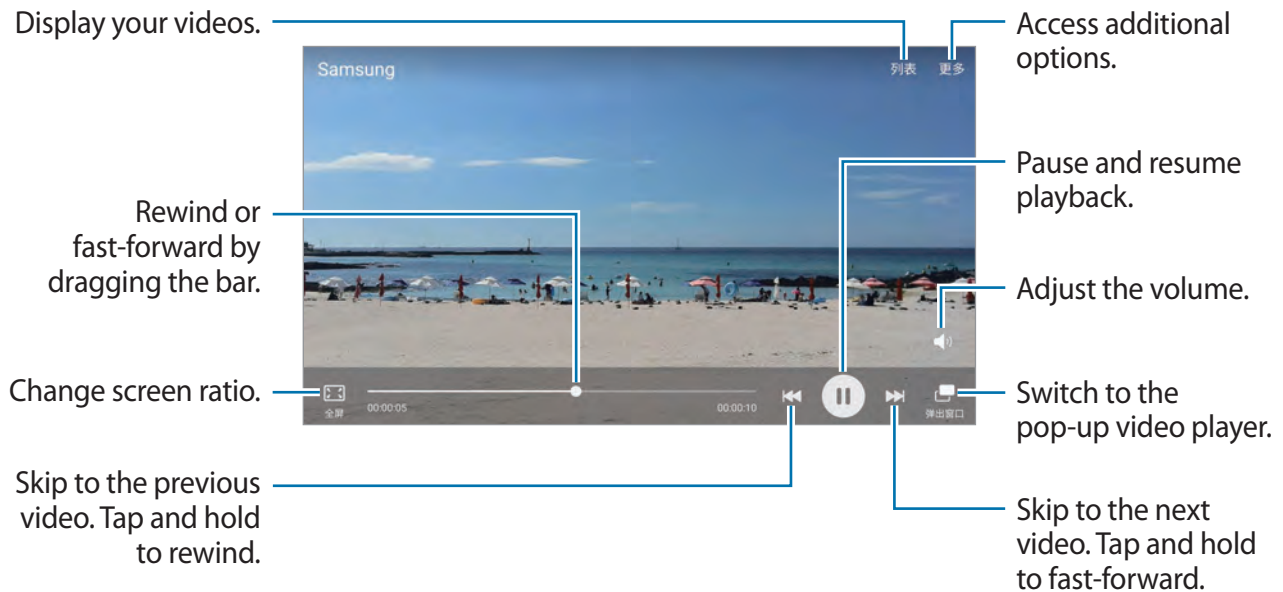 Display your videos.
Access additional
options.
Samsung
列表 更多
Pause and resume
playback.
Rewind or
fast-forward by
dragging the bar.
Adjust the volume.
Change screen ratio.
全屏
00:00:05
00:00:10
弹出窗口
Switch to the
pop-up video player.
Skip to the previous
video. Tap and hold
to rewind.
Skip to the next
video. Tap and hold
to fast-forward.